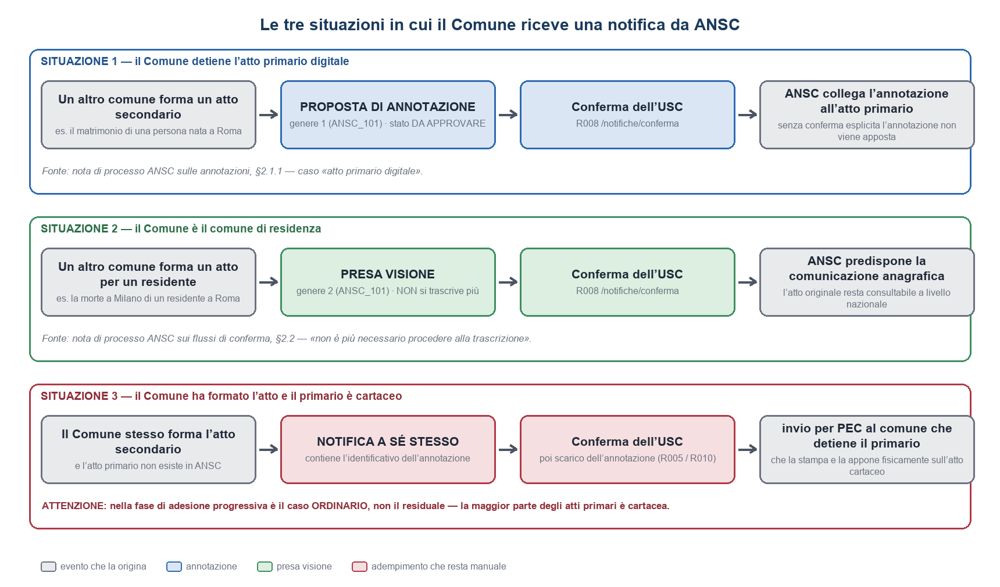 Le tre situazioni in cui il Comune riceve una notifica da ANSC
SITUAZIONE 1 — il Comune detiene l’atto primario digitale
Un altro comune forma un atto
secondario
es. il matrimonio di una persona nata a Roma
PROPOSTA DI ANNOTAZIONE
genere 1 (ANSC_101) · stato DA APPROVARE
Conferma dell’USC
R008 /notifiche/conferma
ANSC collega l’annotazione
all’atto primario
senza conferma esplicita l’annotazione non
viene apposta
Fonte: nota di processo ANSC sulle annotazioni, §2.1.1 — caso «atto primario digitale».
SITUAZIONE 2 — il Comune è il comune di residenza
Un altro comune forma un atto
per un residente
es. la morte a Milano di un residente a Roma
PRESA VISIONE
genere 2 (ANSC_101) · NON si trascrive più
Conferma dell’USC
R008 /notifiche/conferma
ANSC predispone la
comunicazione anagrafica
l’atto originale resta consultabile a livello
nazionale
Fonte: nota di processo ANSC sui flussi di conferma, §2.2 — «non è più necessario procedere alla trascrizione».
SITUAZIONE 3 — il Comune ha formato l’atto e il primario è cartaceo
Il Comune stesso forma l’atto
secondario
e l’atto primario non esiste in ANSC
NOTIFICA A SÉ STESSO
contiene l’identificativo dell’annotazione
Conferma dell’USC
poi scarico dell’annotazione (R005 / R010)
invio per PEC al comune che
detiene il primario
che la stampa e la appone fisicamente sull’atto
cartaceo
ATTENZIONE: nella fase di adesione progressiva è il caso ORDINARIO, non il residuale — la maggior parte degli atti primari è cartacea.
evento che la origina
annotazione
presa visione
adempimento che resta manuale